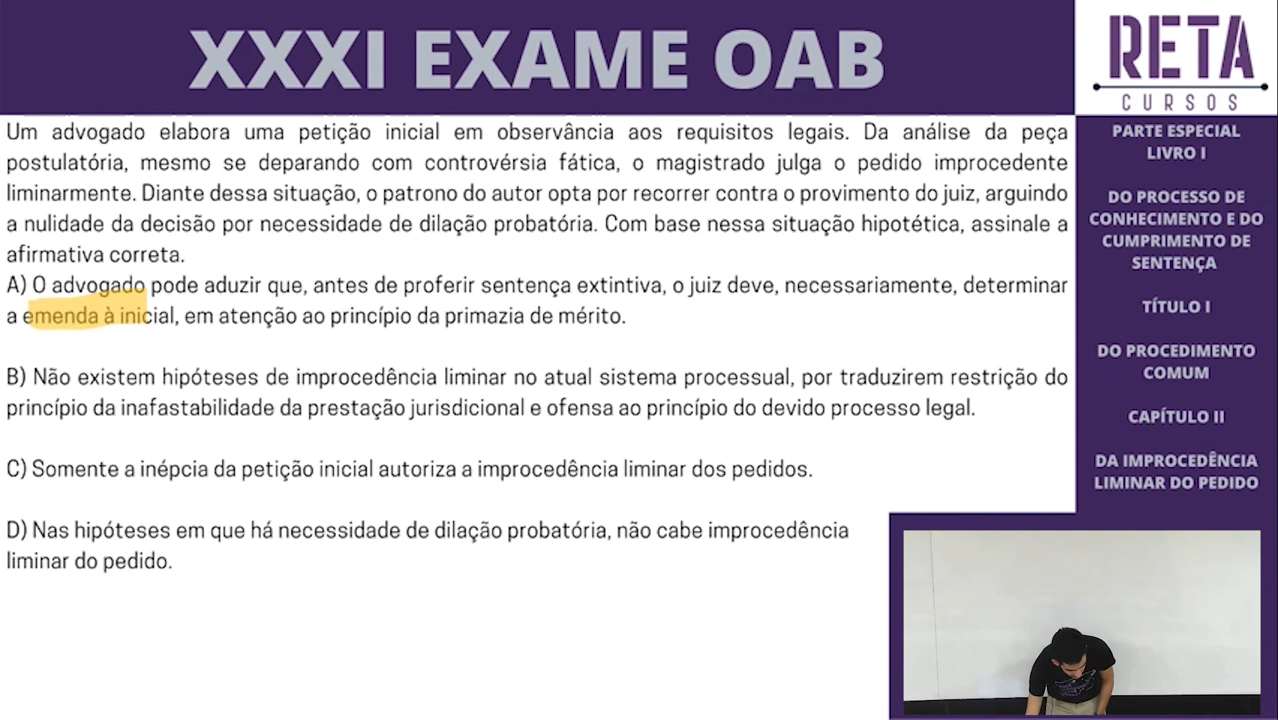 XXXI EXAME OAB
RETA
CURSOS
Um advogado elabora uma petição inicial em observância aos requisitos legais. Da análise da peça
postulatória, mesmo se deparando com controvérsia fática, o magistrado julga o pedido improcedente
liminarmente. Diante dessa situação, o patrono do autor opta por recorrer contra o provimento do juiz, arguindo
a nulidade da decisão por necessidade de dilação probatória. Com base nessa situação hipotética, assinale a
afirmativa correta.
A) O advogado pode aduzir que, antes de proferir sentença extintiva, o juiz deve, necessariamente, determinar
a emenda à inicial, em atenção ao princípio da primazia de mérito.
B) Não existem hipóteses de improcedência liminar no atual sistema processual, por traduzirem restrição do
princípio da inafastabilidade da prestação jurisdicional e ofensa ao princípio do devido processo legal.
C) Somente a inépcia da petição inicial autoriza a improcedência liminar dos pedidos.
D) Nas hipóteses em que há necessidade de dilação probatória, não cabe improcedência
liminar do pedido.
PARTE ESPECIAL
LIVRO I
DO PROCESSO DE
CONHECIMENTO E DO
CUMPRIMENTO DE
SENTENÇA
TÍTULO I
DO PROCEDIMENTO
COMUM
CAPÍTULO II
DA IMPROCEDÊNCIA
LIMINAR DO PEDIDO